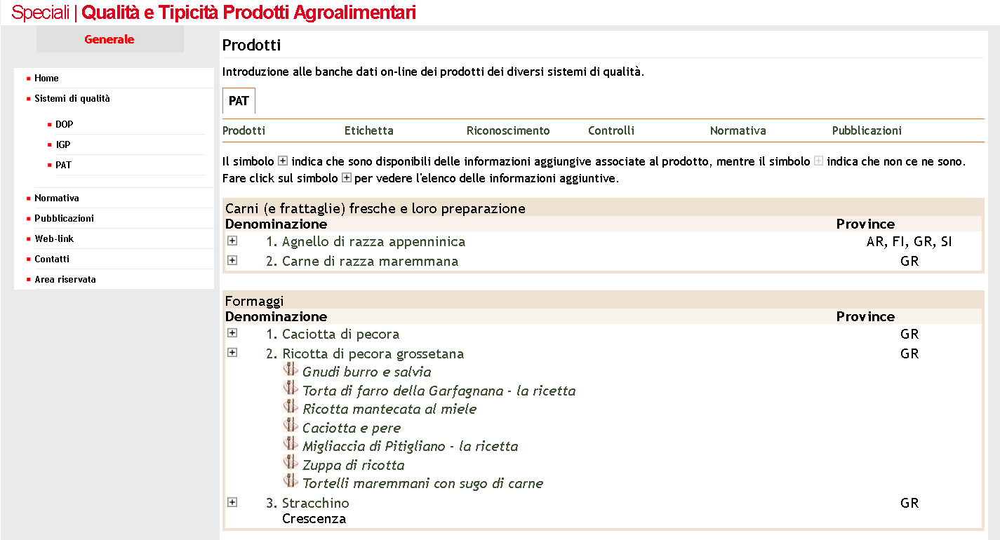 Speciali | Qualità e Tipicità Prodotti Agroalimentari
Generale
Home
Sistemi di qualità
DOP
IGP
PAT
Normativa
Pubblicazioni
Web-link
Contatti
Area riservata
Prodotti
Introduzione alle banche dati on-line dei prodotti dei diversi sistemi di qualità.
PAT
Prodotti Etichetta Riconoscimento Controlli Normativa Pubblicazioni
Il simbolo indica che sono disponibili delle informazioni aggiungive associate al prodotto, mentre il simbolo indica che non ce ne sono.
Fare click sul simbolo per vedere l'elenco delle informazioni aggiuntive.
Carni (e frattaglie) fresche e loro preparazione
Denominazione Province
1. Agnello di razza appenninica AR, FI, GR, SI
2. Carne di razza maremmana GR
Formaggi
Denominazione Province
1. Caciotta di pecora GR
2. Ricotta di pecora grossetana GR
Gnudi burro e salvia
Torta di farro della Garfagnana - la ricetta
Ricotta mantecata al miele
Caciotta e pere
Migliaccia di Pitigliano - la ricetta
Zuppa di ricotta
Tortelli maremmani con sugo di carne
3. Stracchino GR
Crescenza